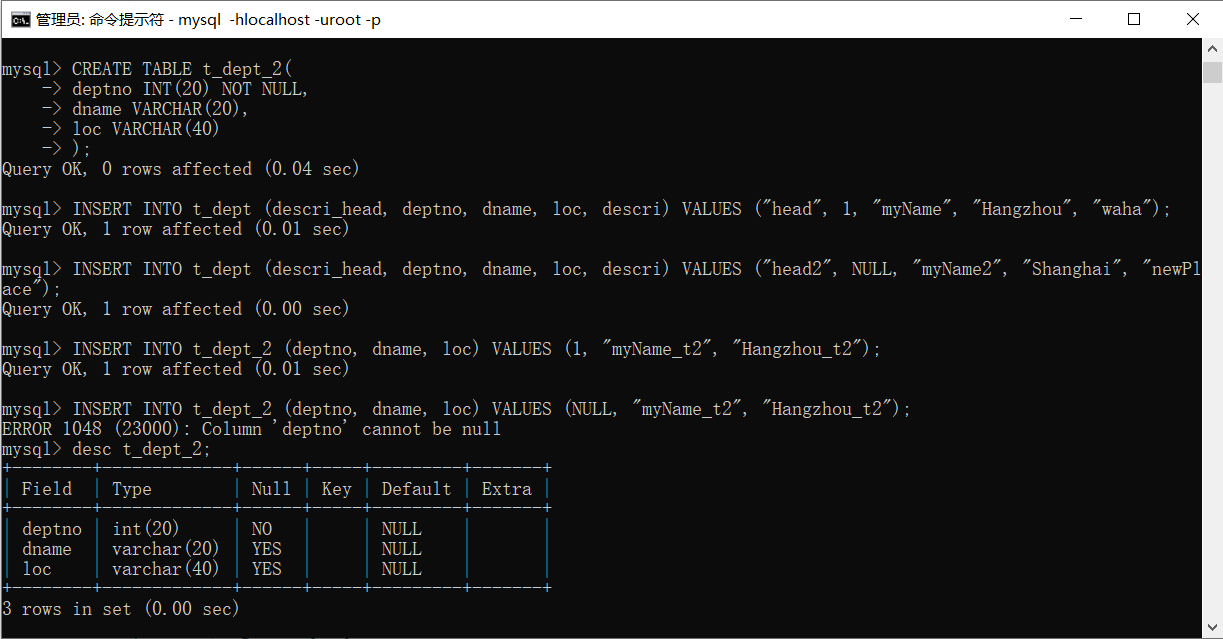 管理员: 命令提示符 - mysql  -hlocalhost -uroot -p
mysql> CREATE TABLE t_dept_2(
    -> deptno INT(20) NOT NULL,
    -> dname VARCHAR(20),
    -> loc VARCHAR(40)
    -> );
Query OK, 0 rows affected (0.04 sec)
mysql> INSERT INTO t_dept (descri_head, deptno, dname, loc, descri) VALUES ("head", 1, "myName", "Hangzhou", "waha");
Query OK, 1 row affected (0.01 sec)
mysql> INSERT INTO t_dept (descri_head, deptno, dname, loc, descri) VALUES ("head2", NULL, "myName2", "Shanghai", "newPl
ace");
Query OK, 1 row affected (0.00 sec)
mysql> INSERT INTO t_dept_2 (deptno, dname, loc) VALUES (1, "myName_t2", "Hangzhou_t2");
Query OK, 1 row affected (0.01 sec)
mysql> INSERT INTO t_dept_2 (deptno, dname, loc) VALUES (NULL, "myName_t2", "Hangzhou_t2");
ERROR 1048 (23000): Column 'deptno' cannot be null
mysql> desc t_dept_2;
+--------+-------------+------+-----+---------+-------+
| Field  | Type        | Null | Key | Default | Extra |
+--------+-------------+------+-----+---------+-------+
| deptno | int(20)     | NO   |     | NULL    |       |
| dname  | varchar(20) | YES  |     | NULL    |       |
| loc    | varchar(40) | YES  |     | NULL    |       |
+--------+-------------+------+-----+---------+-------+
3 rows in set (0.00 sec)